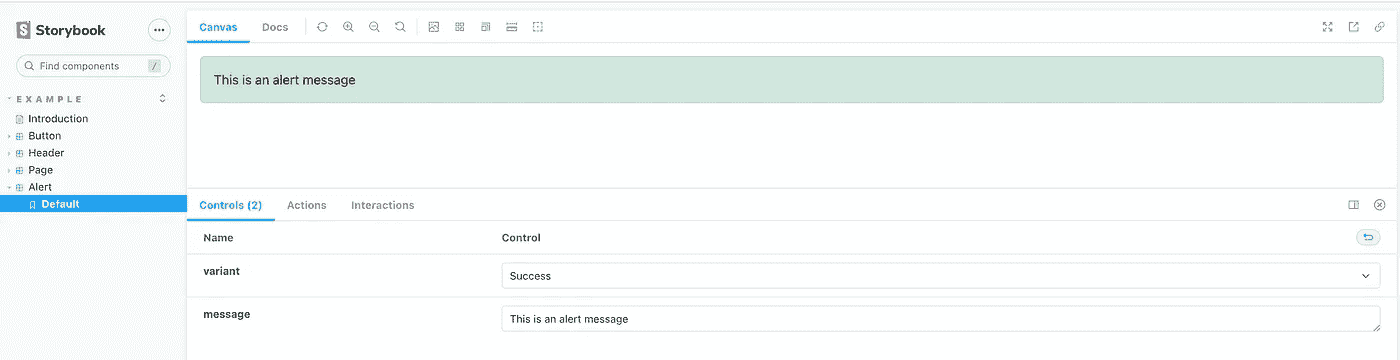 Storybook
Find components /
EXAMPLE
Introduction
Button
Header
Page
Alert
Default
Canvas Docs
This is an alert message
Controls (2) Actions Interactions
Name Control
variant Success
message This is an alert message